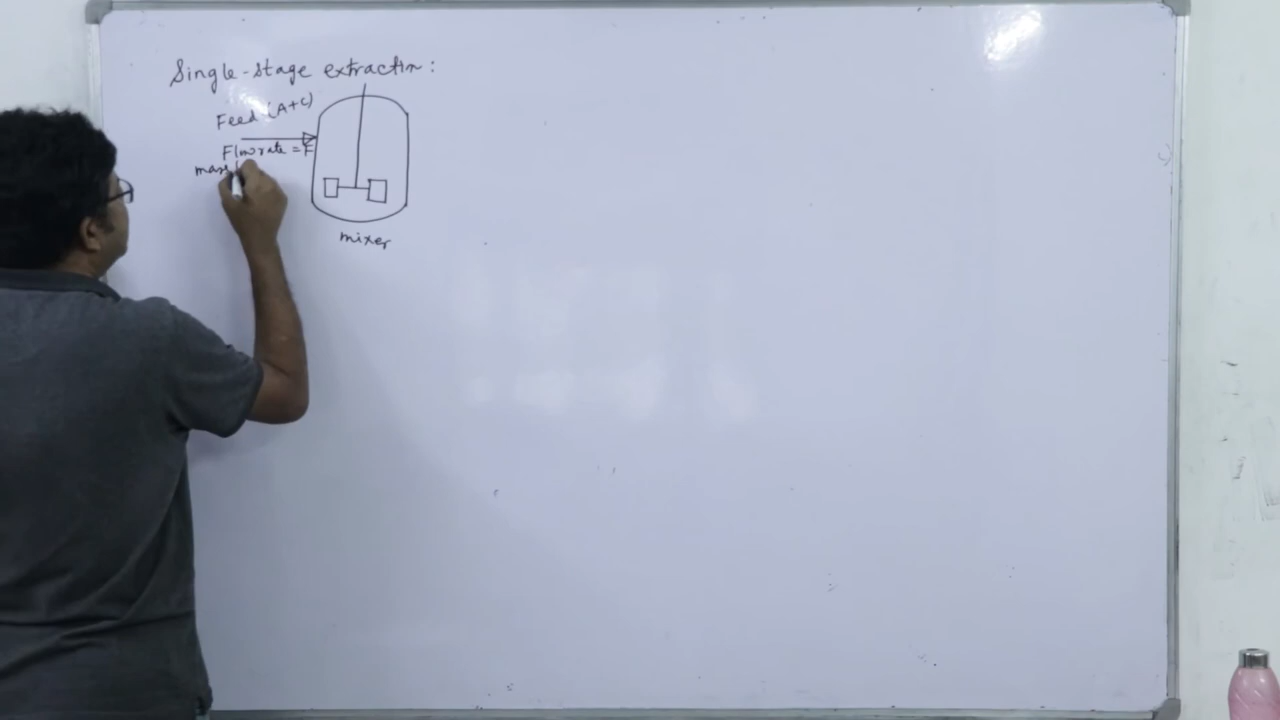 Single-stage extraction:
Feed (A+C)
Flowrate = F
mass
mixer